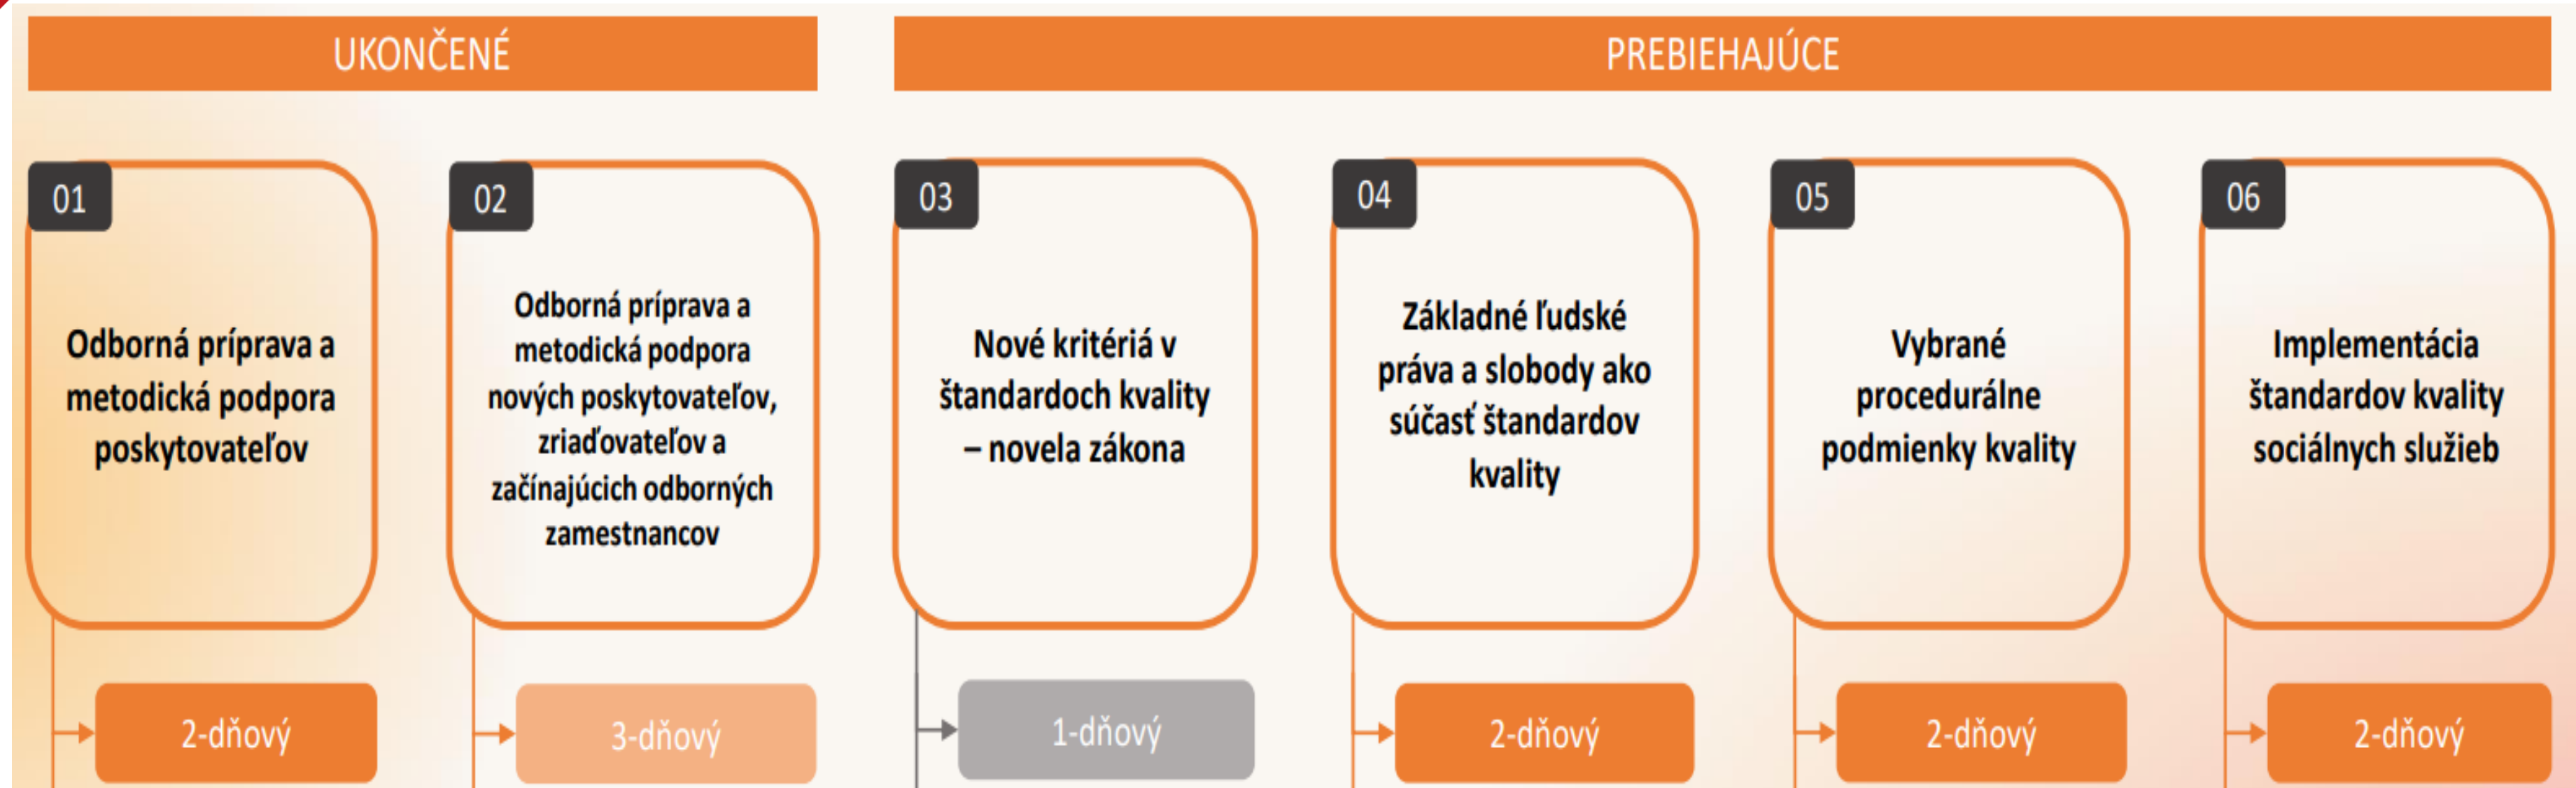 UKONČENÉ
PREBIEHAJÚCE
01
Odborná príprava a
metodická podpora
poskytovateľov
2-dňový
02
Odborná príprava a
metodická podpora
nových poskytovateľov,
zriaďovateľov a
začínajúcich odborných
zamestnancov
3-dňový
03
Nové kritériá v
štandardoch kvality
– novela zákona
1-dňový
04
Základné ľudské
práva a slobody ako
súčasť štandardov
kvality
2-dňový
05
Vybrané
procedurálne
podmienky kvality
2-dňový
06
Implementácia
štandardov kvality
sociálnych služieb
2-dňový